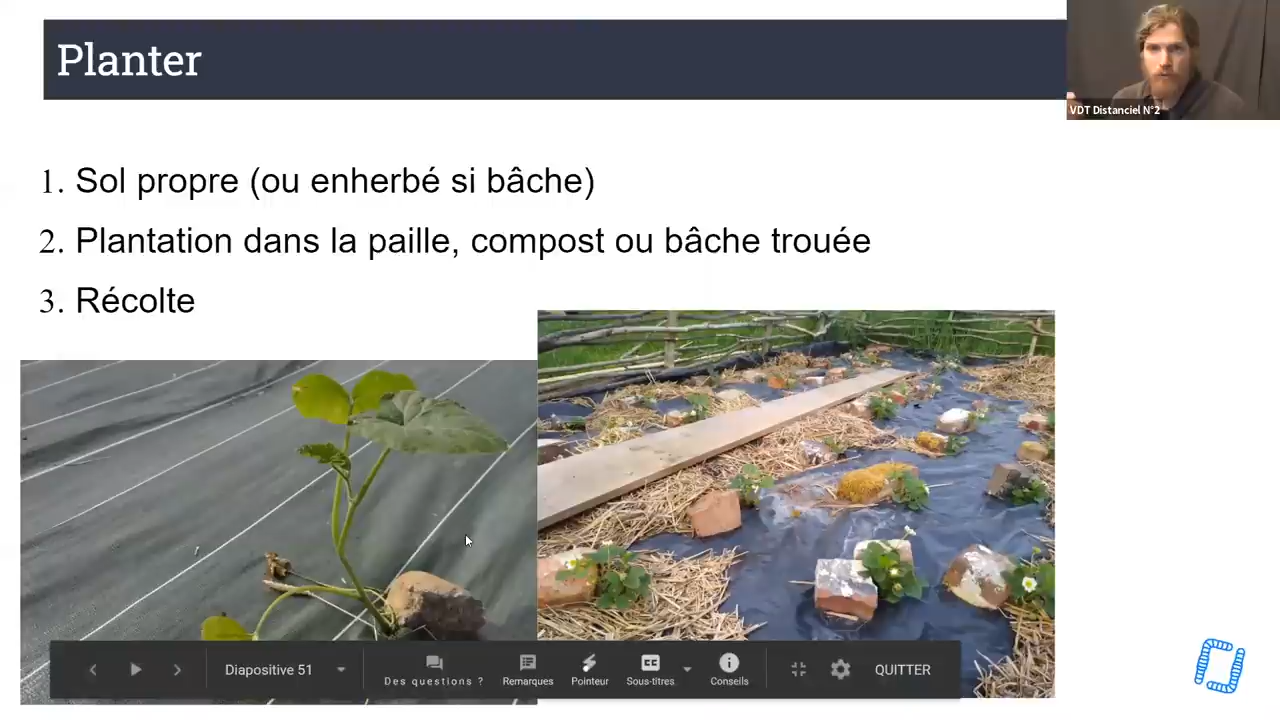 Planter
VDT Distanciel N°2
1. Sol propre (ou enherbé si bâche)
2. Plantation dans la paille, compost ou bâche trouée
3. Récolte
Diapositive 51
Des questions ?
Remarques
Pointeur
Sous-titres
Conseils
QUITTER